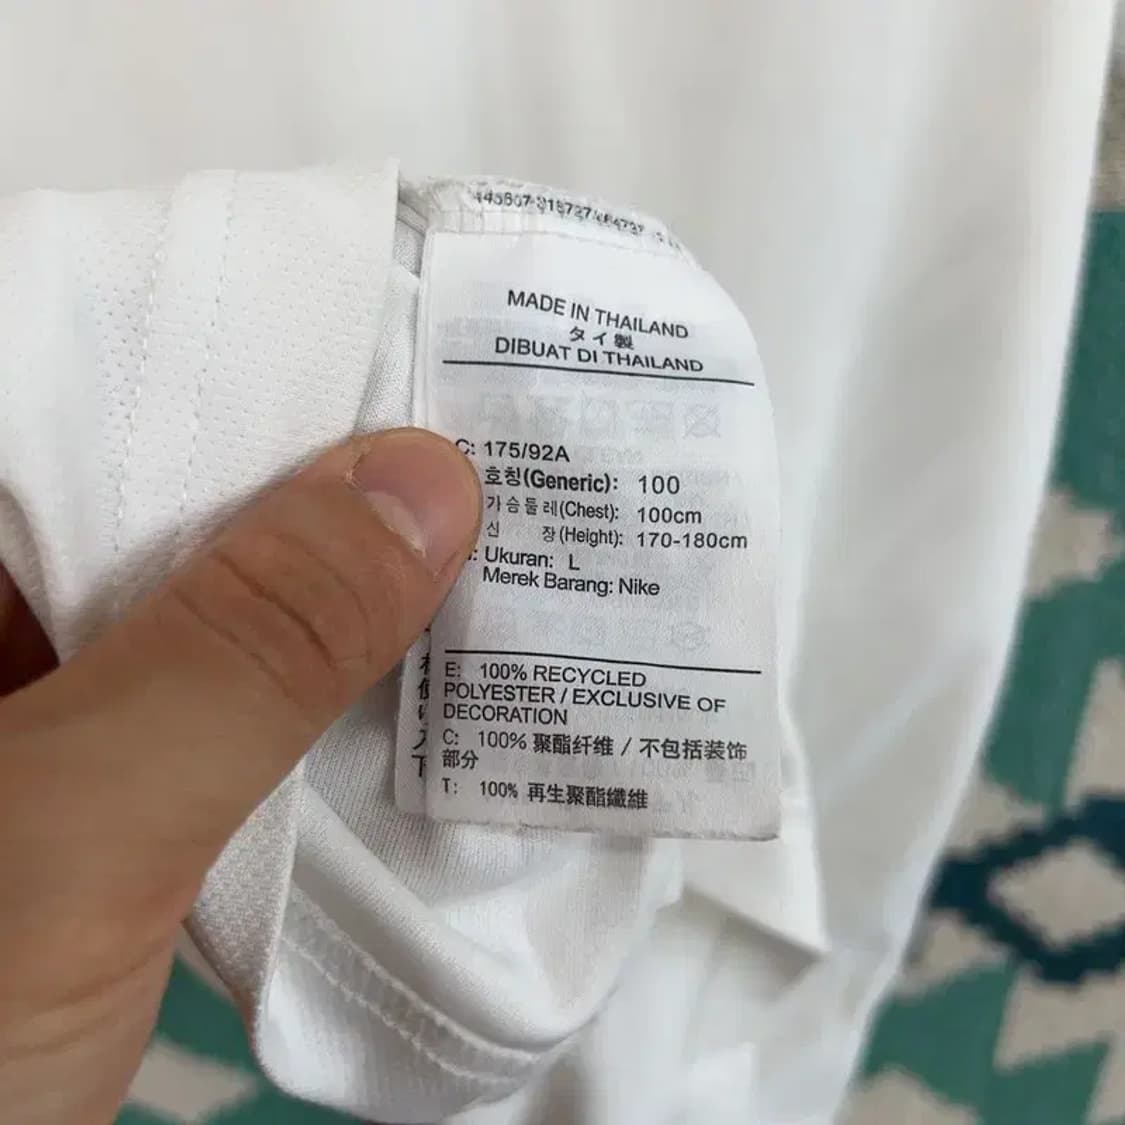 MADE IN THAILAND
タイ製
DIBUAT DI THAILAND
C: 175/92A
호칭(Generic): 100
가슴둘레(Chest): 100cm
신 장(Height): 170-180cm
Ukuran: L
Merek Barang: Nike
E: 100% RECYCLED
POLYESTER / EXCLUSIVE OF
DECORATION
C: 100% 聚酯纤维 / 不包括装饰
部分
T: 100% 再生聚酯纖維